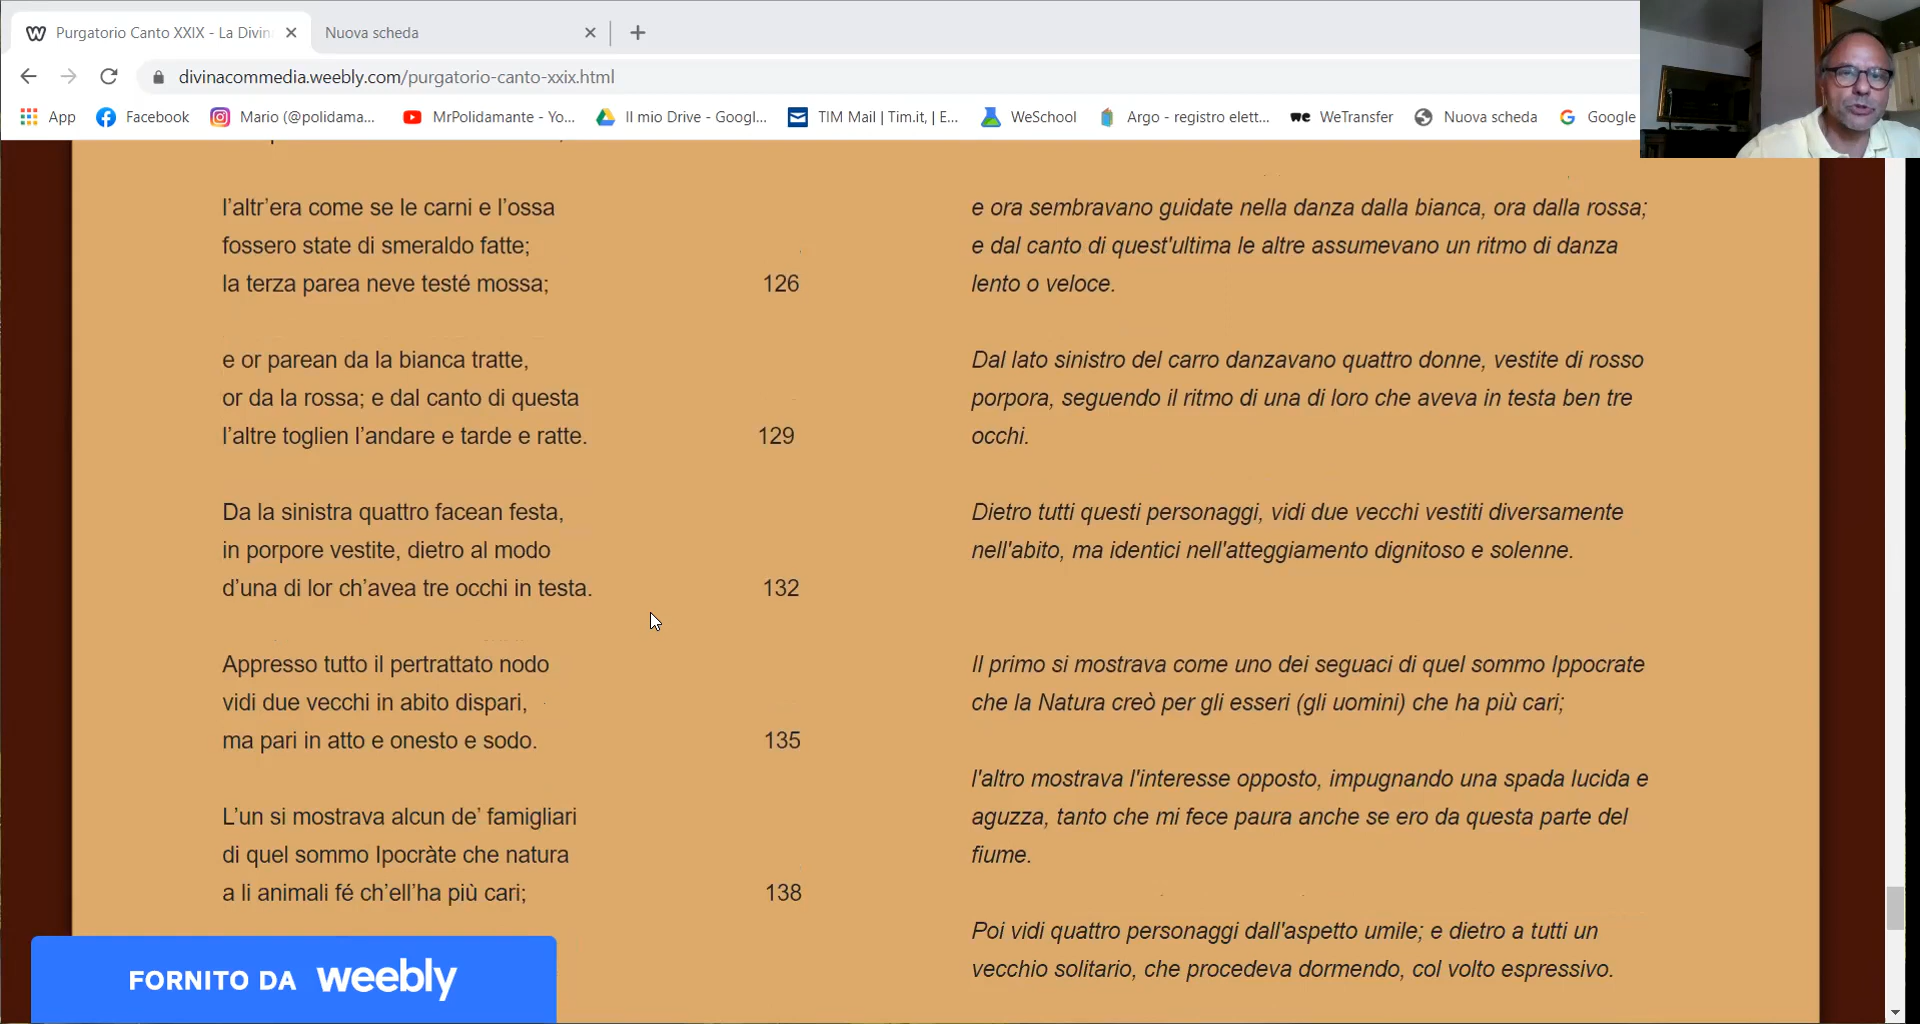 Purgatorio Canto XXIX - La Divin
Nuova scheda
divinacommedia.weebly.com/purgatorio-canto-xxix.html
App
Facebook
Mario (@polidama...
MrPolidamante - Yo...
Il mio Drive - Googl...
TIM Mail | Tim.it, | E...
WeSchool
Argo - registro elett...
WeTransfer
Nuova scheda
Google
l’altr’era come se le carni e l’ossa
fossero state di smeraldo fatte;
la terza parea neve testé mossa; 126
e or parean da la bianca tratte,
or da la rossa; e dal canto di questa
l’altre toglien l’andare e tarde e ratte. 129
Da la sinistra quattro facean festa,
in porpore vestite, dietro al modo
d’una di lor ch’avea tre occhi in testa. 132
Appresso tutto il pertrattato nodo
vidi due vecchi in abito dispari,
ma pari in atto e onesto e sodo. 135
L’un si mostrava alcun de’ famigliari
di quel sommo Ipocràte che natura
a li animali fé ch’ell’ha più cari; 138
e ora sembravano guidate nella danza dalla bianca, ora dalla rossa;
e dal canto di quest'ultima le altre assumevano un ritmo di danza
lento o veloce.
Dal lato sinistro del carro danzavano quattro donne, vestite di rosso
porpora, seguendo il ritmo di una di loro che aveva in testa ben tre
occhi.
Dietro tutti questi personaggi, vidi due vecchi vestiti diversamente
nell'abito, ma identici nell'atteggiamento dignitoso e solenne.
Il primo si mostrava come uno dei seguaci di quel sommo Ippocrate
che la Natura creò per gli esseri (gli uomini) che ha più cari;
l'altro mostrava l'interesse opposto, impugnando una spada lucida e
aguzza, tanto che mi fece paura anche se ero da questa parte del
fiume.
Poi vidi quattro personaggi dall'aspetto umile; e dietro a tutti un
vecchio solitario, che procedeva dormendo, col volto espressivo.
FORNITO DA weebly